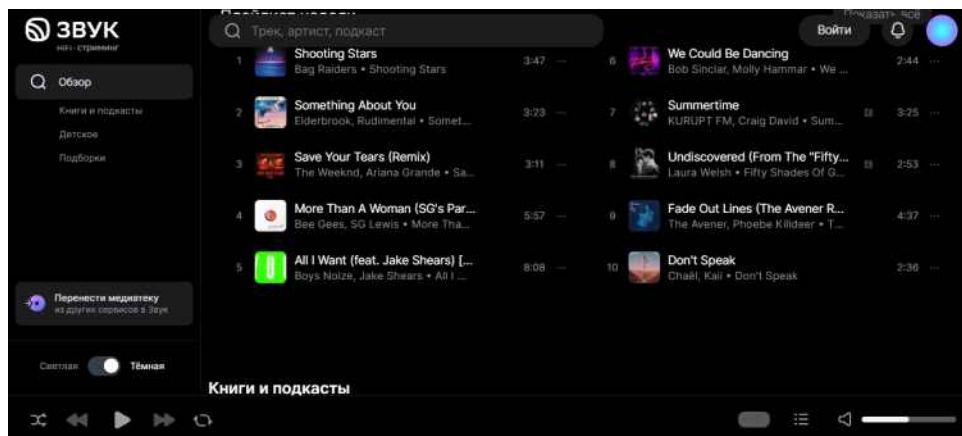 ЗВУК
HiFi-стриминг
Трек, артист, подкаст
Показать всё
Войти
Обзор
Книги и подкасты
Детское
Подборки
Перенести медиатеку
из других сервисов в Звук
Светлая
Тёмная
1
Shooting Stars
Bag Raiders • Shooting Stars
3:47
2
Something About You
Elderbrook, Rudimental • Somet...
3:23
3
Save Your Tears (Remix)
The Weeknd, Ariana Grande • Sa...
3:11
4
More Than A Woman (SG's Par...
Bee Gees, SG Lewis • More Tha...
5:57
5
All I Want (feat. Jake Shears) [...
Boys Noize, Jake Shears • All I ...
8:08
6
We Could Be Dancing
Bob Sinclar, Molly Hammar • We ...
2:44
7
Summertime
KURUPT FM, Craig David • Sum...
3:25
8
Undiscovered (From The "Fifty...
Laura Welsh • Fifty Shades Of G...
2:53
9
Fade Out Lines (The Avener R...
The Avener, Phoebe Killdeer • T...
4:37
10
Don't Speak
Chaël, Kaii • Don't Speak
2:36
Книги и подкасты